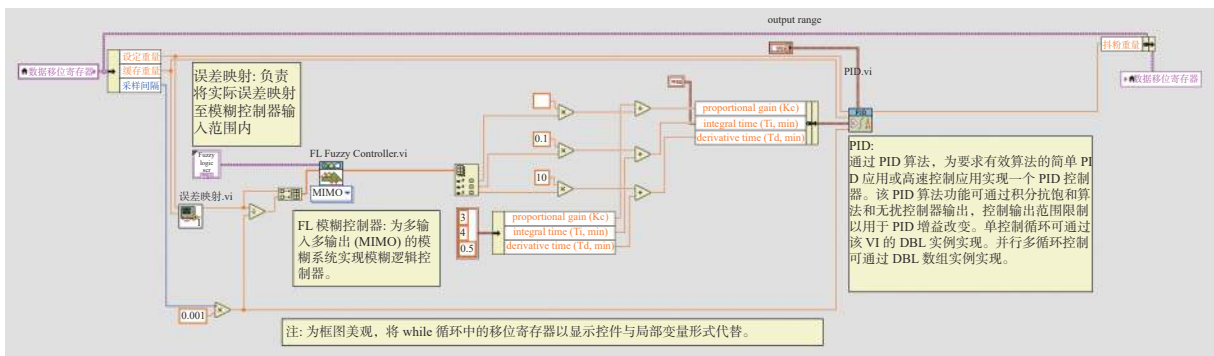 output range
设定重量
缓存重量
采样间隔
数据移位寄存器
误差映射: 负责
将实际误差映射
至模糊控制器输
入范围内
Fuzzy
logic
FL Fuzzy Controller.vi
MIMO
误差映射.vi
FL 模糊控制器: 为多输
入多输出 (MIMO) 的模
糊系统实现模糊逻辑控
制器。
0.001
0.1
10
3
4
0.5
proportional gain (Kc)
integral time (Ti, min)
derivative time (Td, min)
proportional gain (Kc)
integral time (Ti, min)
derivative time (Td, min)
PID.vi
PID
抖粉重量
数据移位寄存器
PID:
通过 PID 算法，为要求有效算法的简单 PI
D 应用或高速控制应用实现一个 PID 控制
器。该 PID 算法功能可通过积分抗饱和算
法和无扰控制器输出，控制输出范围限制
以用于 PID 增益改变。单控制循环可通过
该 VI 的 DBL 实例实现。并行多循环控制
可通过 DBL 数组实例实现。
注: 为框图美观，将 while 循环中的移位寄存器以显示控件与局部变量形式代替。